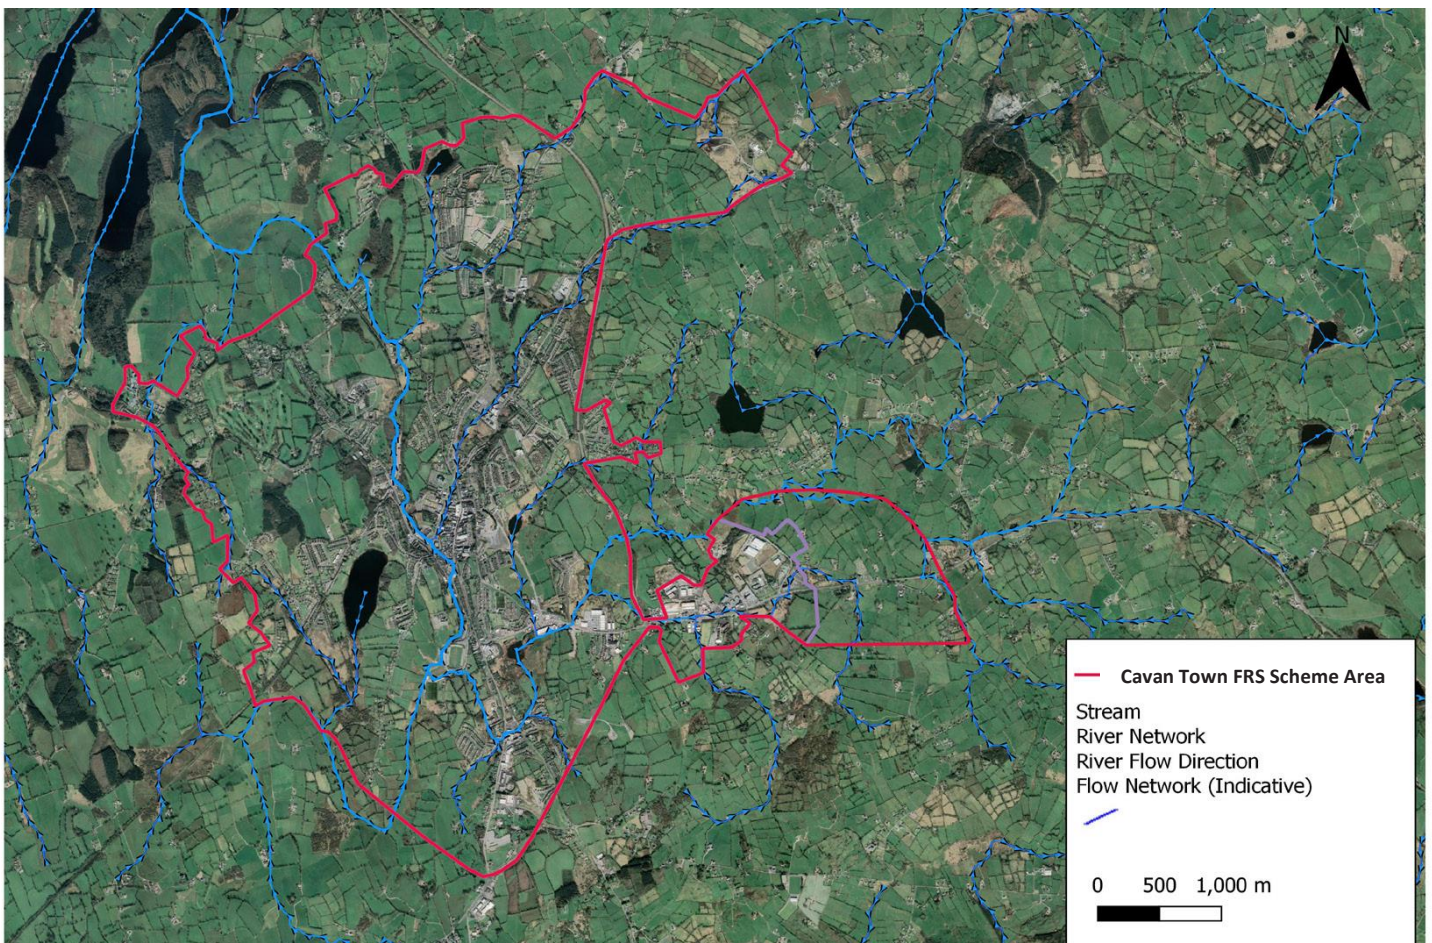 N
Cavan Town FRS Scheme Area
Stream
River Network
River Flow Direction
Flow Network (Indicative)
0 500 1,000 m